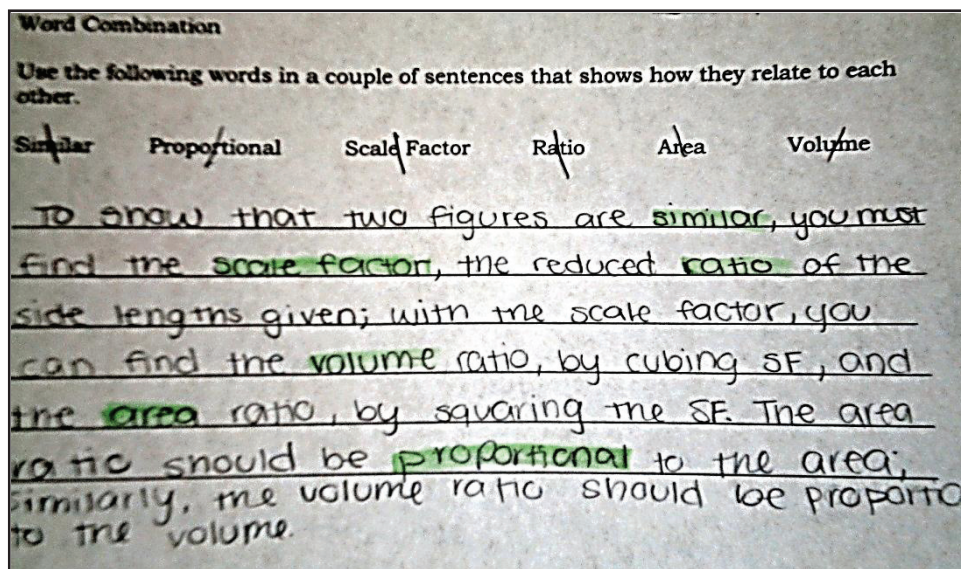 Word Combination
Use the following words in a couple of sentences that shows how they relate to each
other.
Similar Proportional Scale Factor Ratio Area Volume
To show that two figures are similar, you must
find the scale factor, the reduced ratio of the
side lengths given; with the scale factor, you
can find the volume ratio, by cubing SF, and
the area ratio, by squaring the SF. The area
ratio should be proportional to the area;
similarly, the volume ratio should be proportio
to the volume.